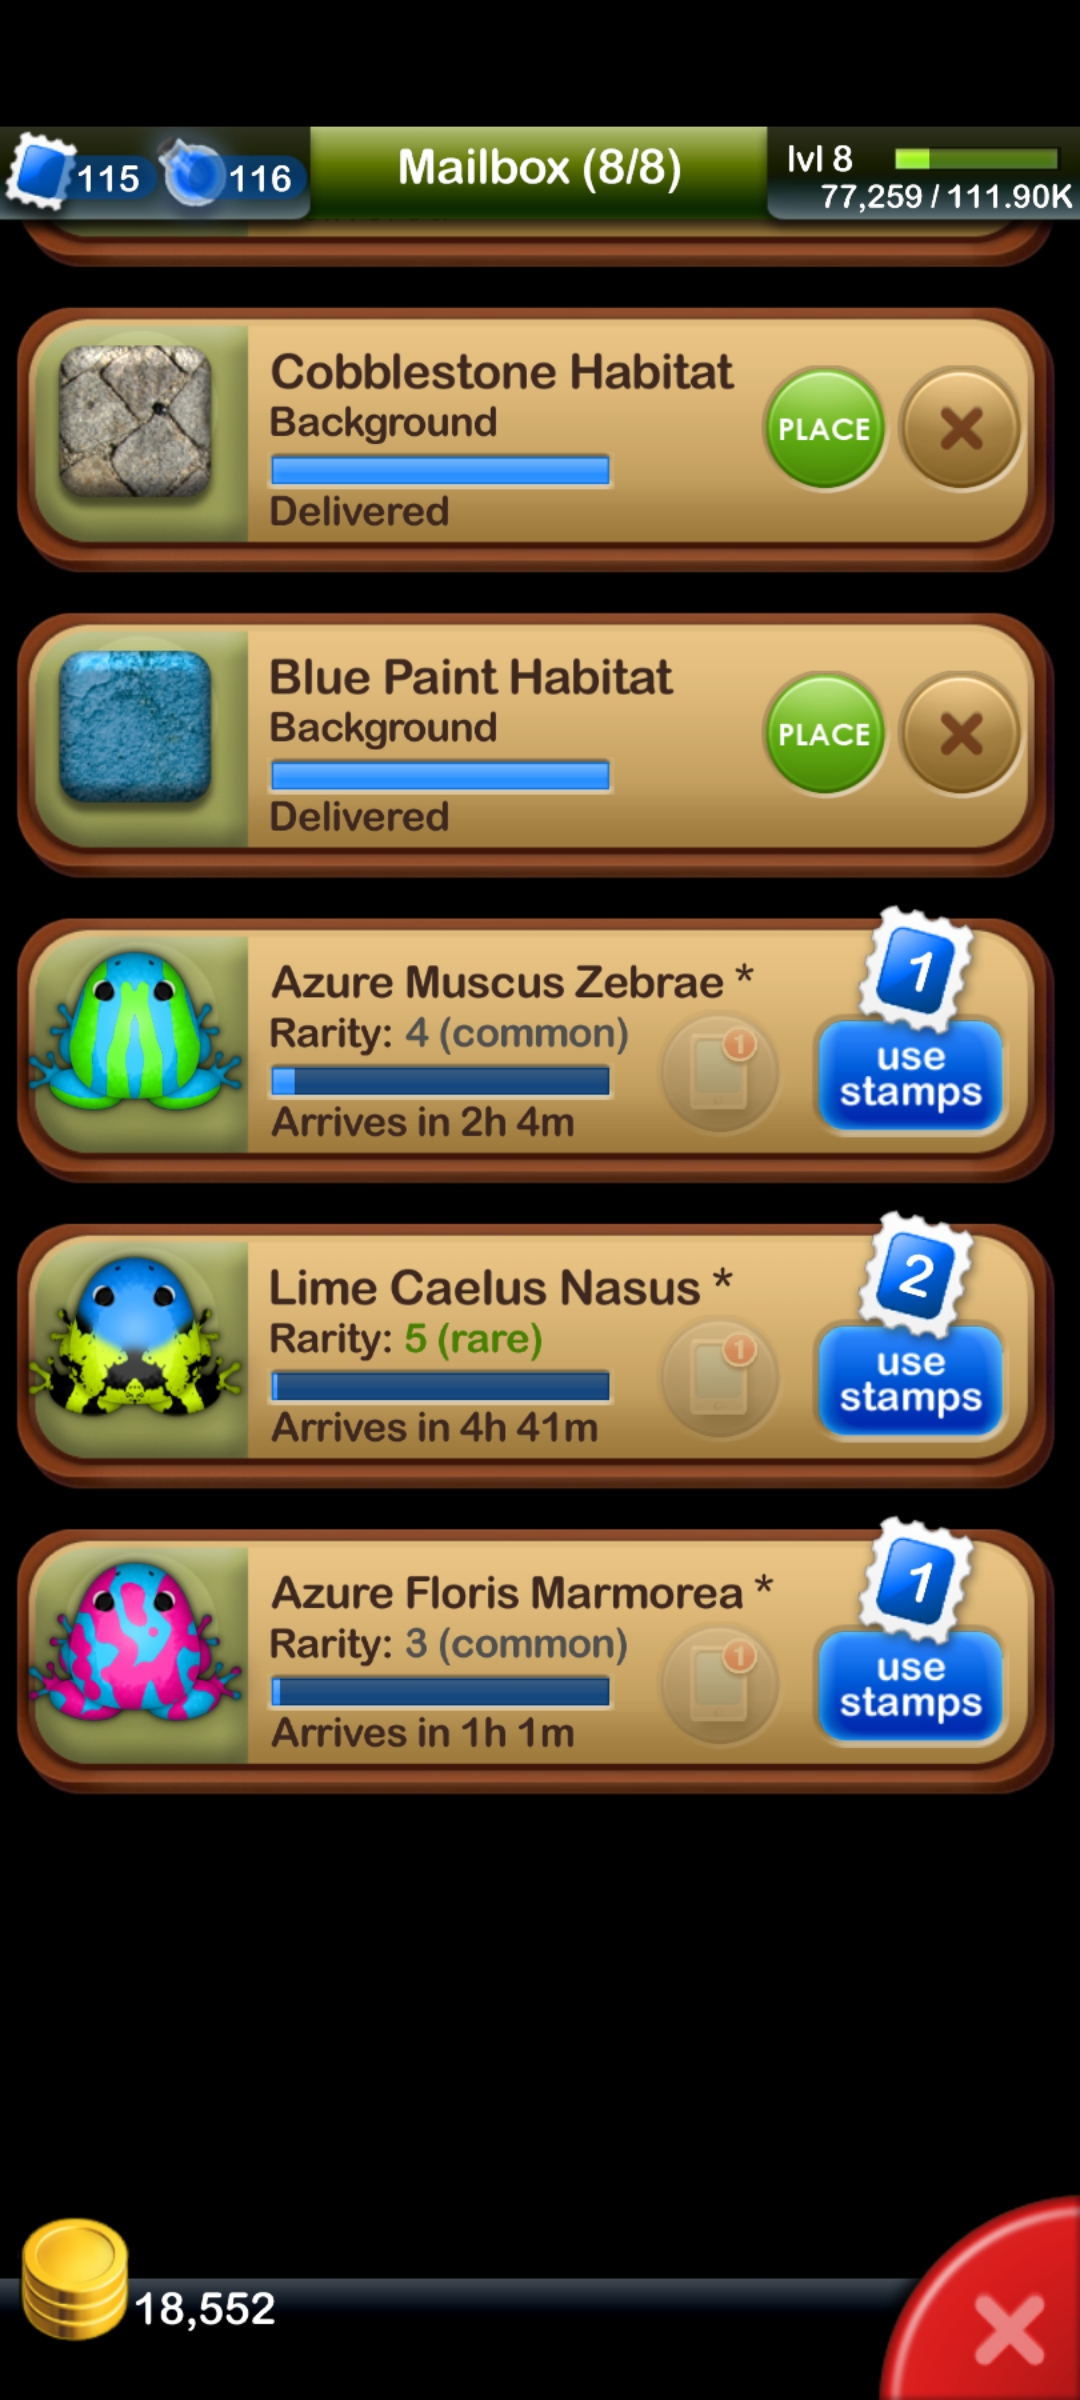 115
116
Mailbox (8/8)
lvl 8
77,259 / 111.90K
Cobblestone Habitat
Background
PLACE
Delivered
Blue Paint Habitat
Background
PLACE
Delivered
Azure Muscus Zebrae *
Rarity: 4 (common)
Arrives in 2h 4m
1
1
use
stamps
Lime Caelus Nasus *
Rarity: 5 (rare)
Arrives in 4h 41m
1
2
use
stamps
Azure Floris Marmorea *
Rarity: 3 (common)
Arrives in 1h 1m
1
1
use
stamps
18,552